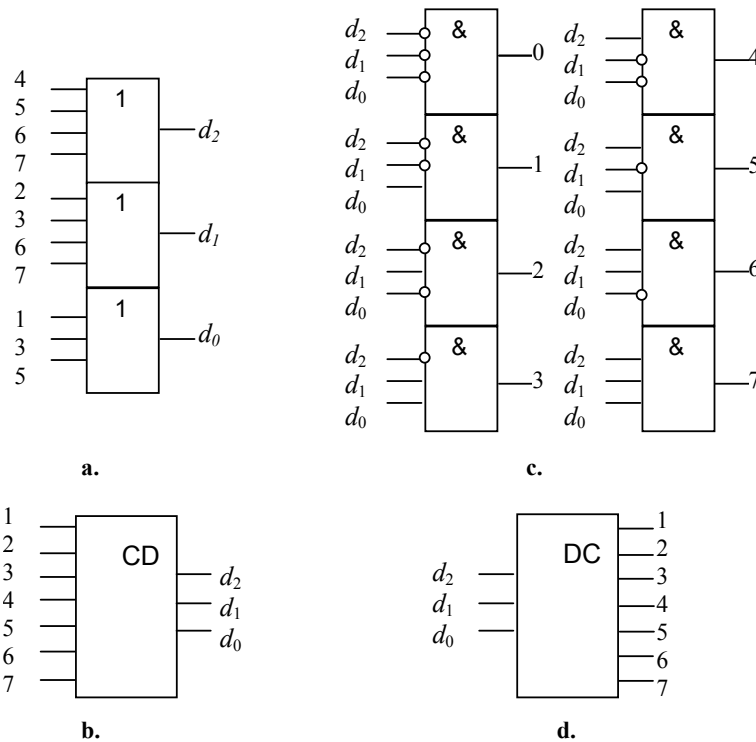 4
5
6
7
1
d₂
2
3
6
7
1
d₁
1
3
5
1
d₀
a.
d₂
d₁
d₀
&
0
d₂
d₁
d₀
&
1
d₂
d₁
d₀
&
2
d₂
d₁
d₀
&
3
d₂
d₁
d₀
&
4
d₂
d₁
d₀
&
5
d₂
d₁
d₀
&
6
d₂
d₁
d₀
&
7
c.
1
2
3
4
5
6
7
CD
d₂
d₁
d₀
b.
d₂
d₁
d₀
DC
1
2
3
4
5
6
7
d.